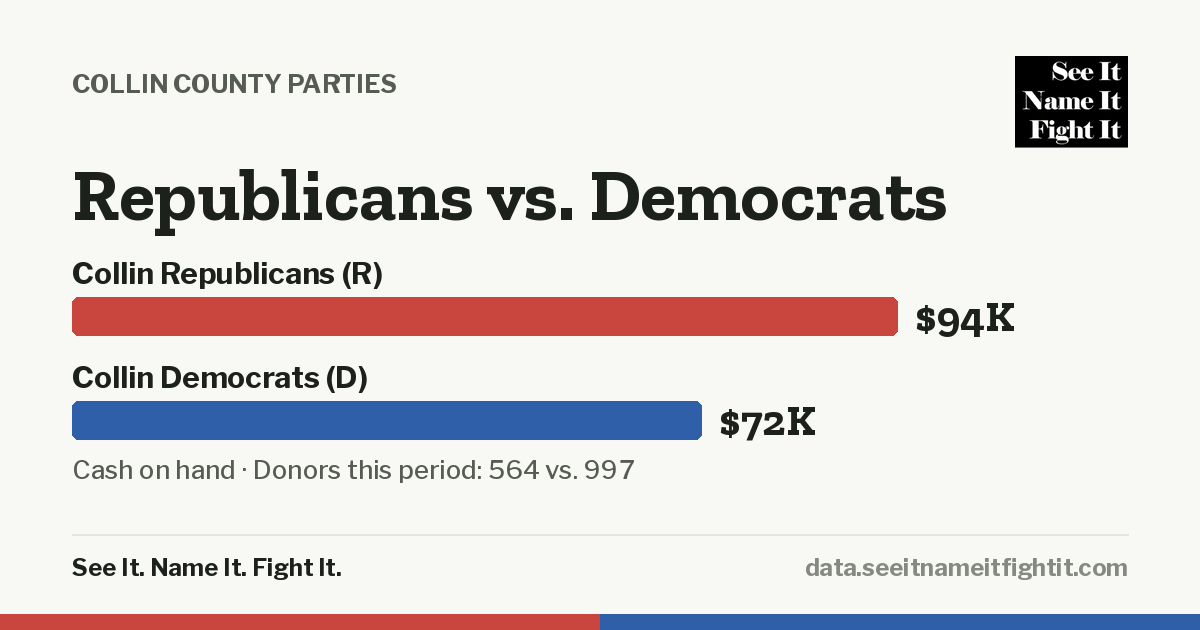 COLLIN COUNTY PARTIES
See It
Name It
Fight It
Republicans vs. Democrats
Collin Republicans (R)
$94K
Collin Democrats (D)
$72K
Cash on hand · Donors this period: 564 vs. 997
See It. Name It. Fight It.
data.seeitnameitfightit.com